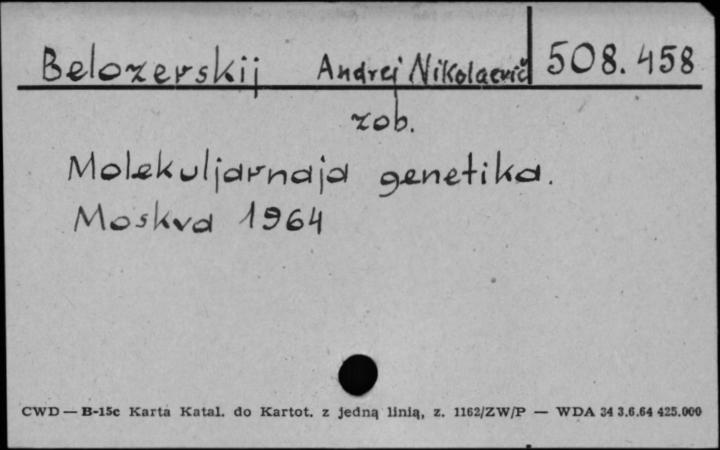 Belozerskij Andrej Nikolaevič 508.458
zob.
Molekuljarnaja genetika.
Moskva 1964
CWD — B-15c Karta Katal. do Kartot. z jedną linią, z. 1162/ZW/P — WDA 34 3.6.64 425.000